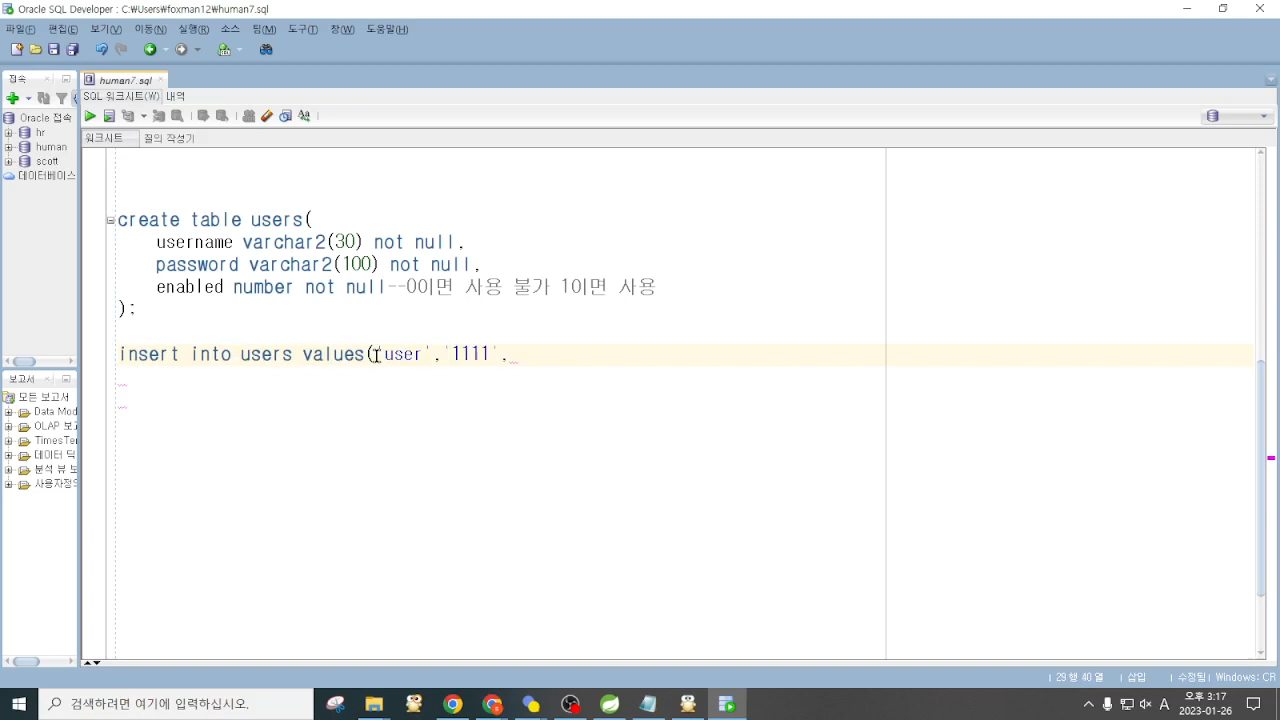 Oracle SQL Developer : C:\Users\foxman12\human7.sql
파일(F) 편집(E) 보기(V) 이동(N) 실행(R) 소스 팀(M) 도구(T) 창(W) 도움말(H)
접속
human7.sql
SQL 워크시트(W) 내역
Oracle 접속
hr
human
scott
데이터베이스
워크시트 질의 작성기
create table users(
username varchar2(30) not null,
password varchar2(100) not null,
enabled number not null--0이면 사용 불가 1이면 사용
);
insert into users values('user','1111',
보고서
모든 보고서
Data Mod
OLAP 보고
TimesTer
데이터 딕
분석 뷰 보
사용자정의
29 행 40 열 삽입 수정됨 Windows: CR
검색하려면 여기에 입력하십시오.
A
오후 3:17
2023-01-26